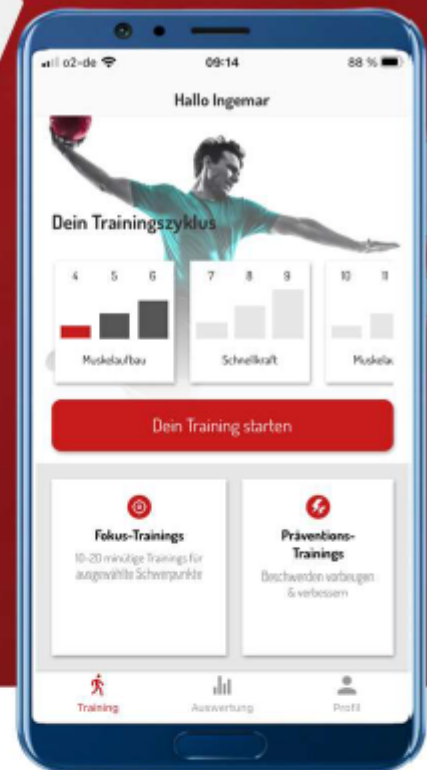 o2-de 09:14 88 %
Hallo Ingemar
Dein Trainingszyklus
4 5 6 7 8 9 10 11
Muskelaufbau Schnellkraft Muskelau
Dein Training starten
Fokus-Trainings
10-20 minütige Trainings für
ausgewählte Schwerpunkte
Präventions-
Trainings
Beschwerden vorbeugen
& verbessern
Training Auswertung Profil